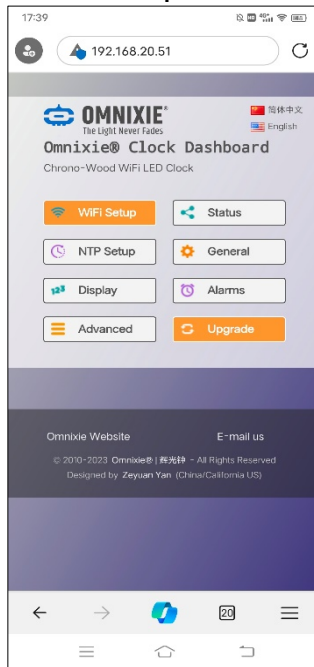 17:39
192.168.20.51
OMNIXIE®
The Light Never Fades
简体中文
English
Omnixie® Clock Dashboard
Chrono-Wood WiFi LED Clock
WiFi Setup
Status
NTP Setup
General
123
Display
Alarms
Advanced
Upgrade
Omnixie Website
E-mail us
© 2010-2023 Omnixie® | 辉光钟 - All Rights Reserved
Designed by Zeyuan Yan (China/California US)
20